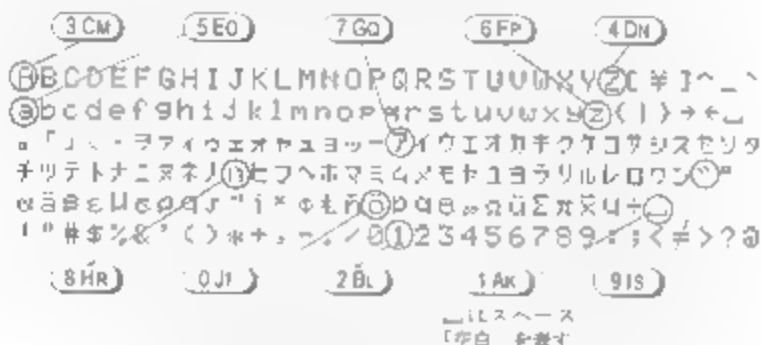 3 CM 5 EO 7 GQ 6 FP 4 DN
ABCDEFGHIJKLMNOPQRSTUVWXYZ[¥]^_`
abcdefghijklmnopqrstuvwxyz{|}→←
。「」、・ヲァィゥェォャュョッーアイウエオカキクケコサシスセソタ
チツテトナニヌネノハヒフヘホマミムメモヤユヨラリルレロワン゛゜
αäβεμσρ
!"#$%&'()*+,-./0123456789:;<≠>?@
8 HR 0 JT 2 BL 1 AK 9 IS
␣はスペース
「空白」を表す